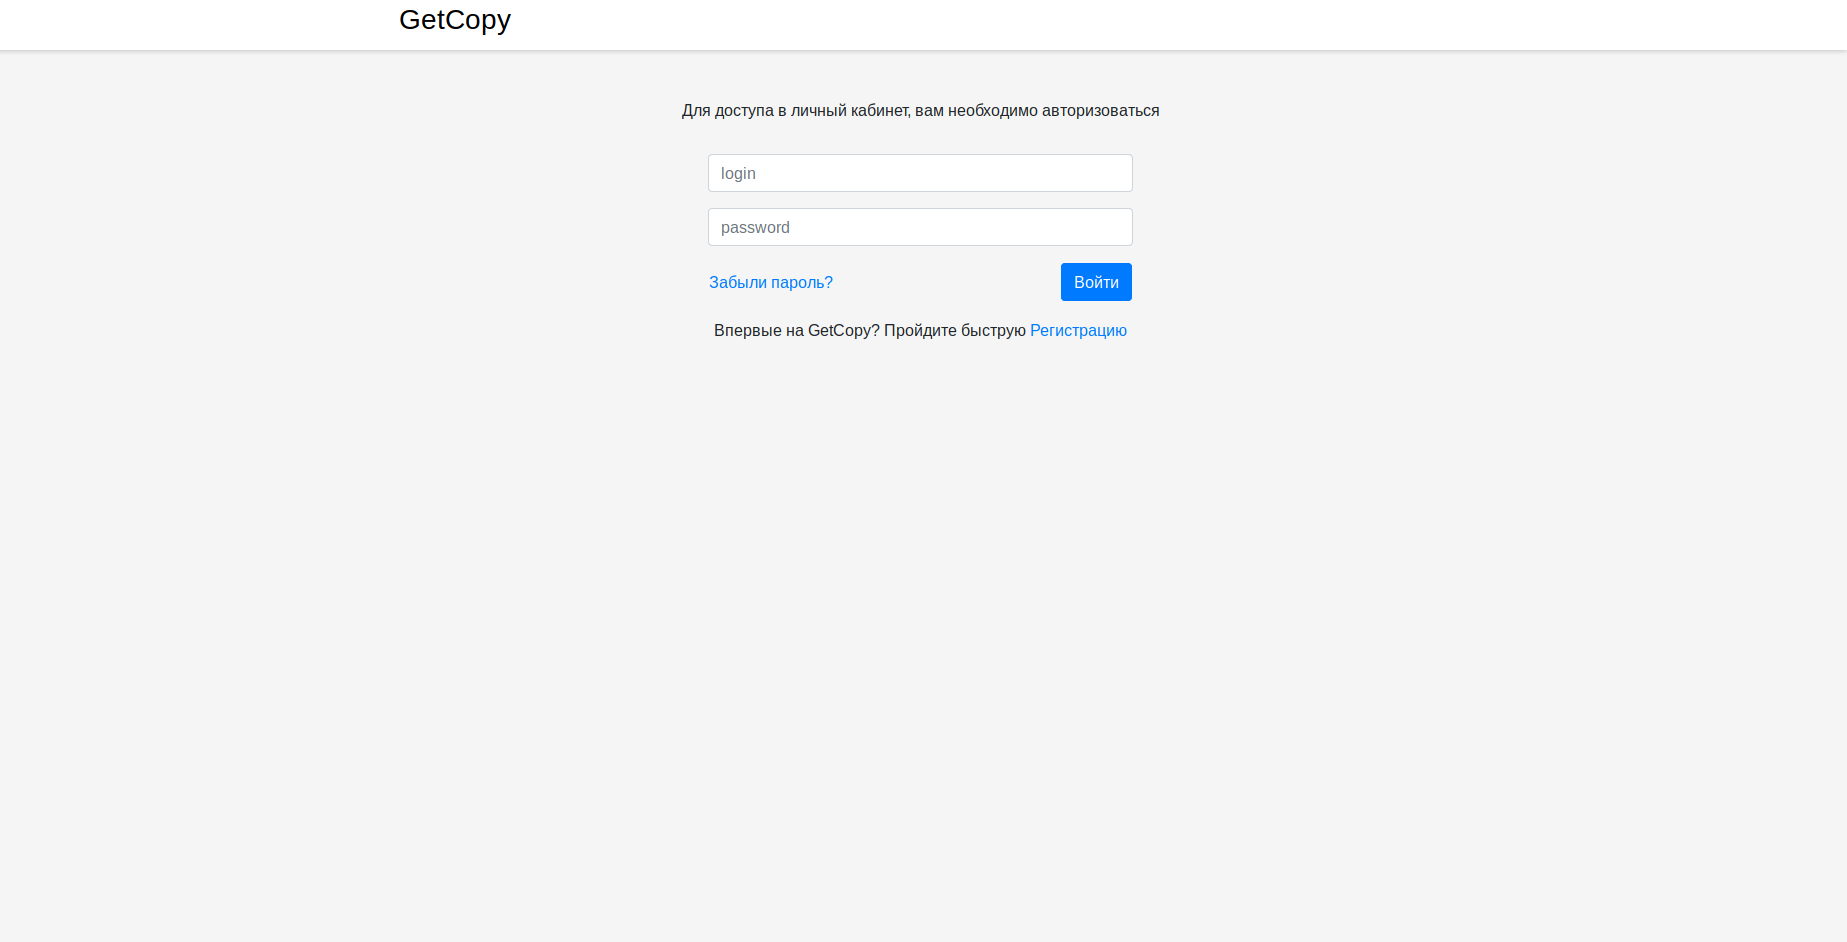 GetCopy
Для доступа в личный кабинет, вам необходимо авторизоваться
login
password
Забыли пароль?
Войти
Впервые на GetCopy? Пройдите быструю Регистрацию